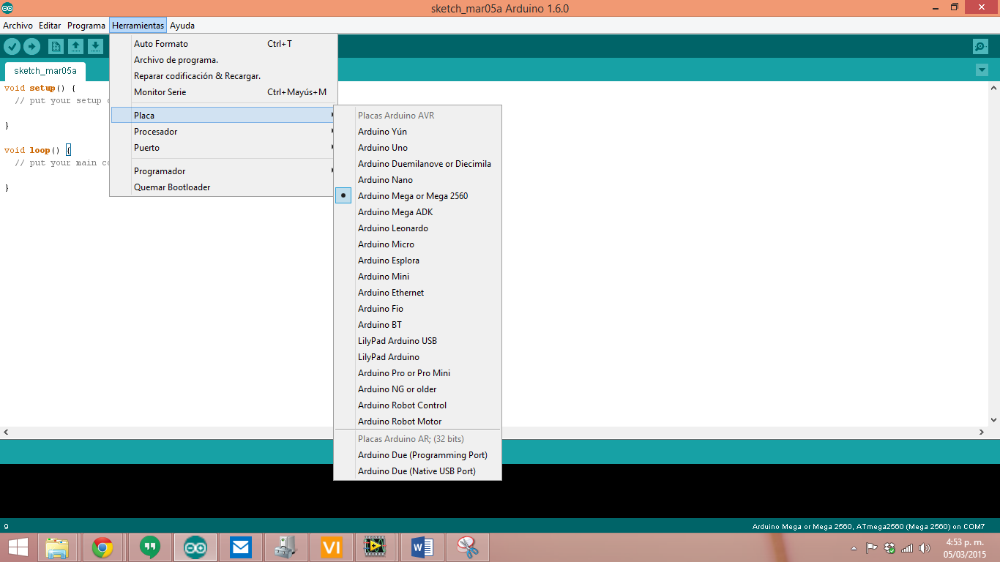 sketch_mar05a Arduino 1.6.0
Archivo Editar Programa Herramientas Ayuda
Auto Formato Ctrl+T
Archivo de programa.
Reparar codificación & Recargar.
Monitor Serie Ctrl+Mayús+M
Placa
Procesador
Puerto
Programador
Quemar Bootloader
sketch_mar05a
void setup() {
// put your setup
}
void loop() {
// put your main co
}
Placas Arduino AVR
Arduino Yún
Arduino Uno
Arduino Duemilanove or Diecimila
Arduino Nano
Arduino Mega or Mega 2560
Arduino Mega ADK
Arduino Leonardo
Arduino Micro
Arduino Esplora
Arduino Mini
Arduino Ethernet
Arduino Fio
Arduino BT
LilyPad Arduino USB
LilyPad Arduino
Arduino Pro or Pro Mini
Arduino NG or older
Arduino Robot Control
Arduino Robot Motor
Placas Arduino AR; (32 bits)
Arduino Due (Programming Port)
Arduino Due (Native USB Port)
9 Arduino Mega or Mega 2560, ATmega2560 (Mega 2560) on COM7
VI
4:53 p. m.
05/03/2015